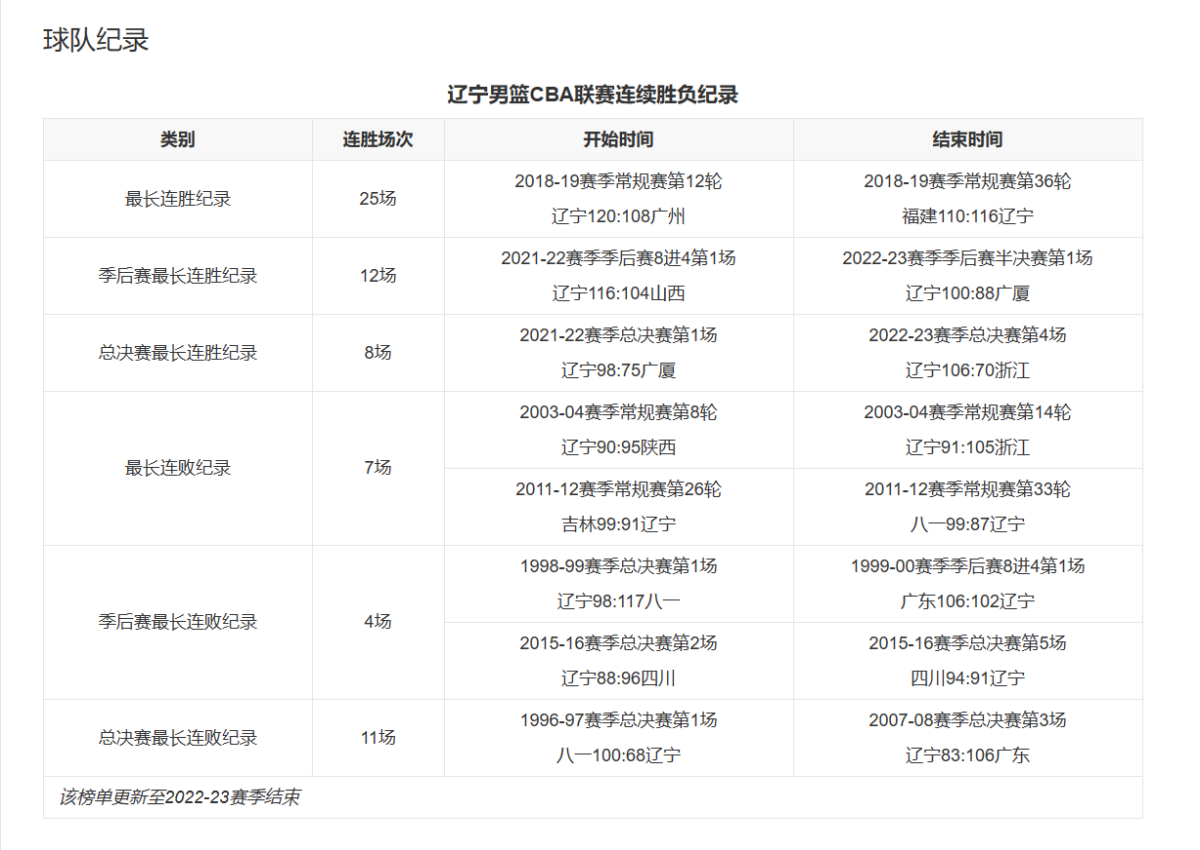 球队纪录
辽宁男篮CBA联赛连续胜负纪录
类别 连胜场次 开始时间 结束时间
最长连胜纪录 25场 2018-19赛季常规赛第12轮 2018-19赛季常规赛第36轮
辽宁120:108广州 福建110:116辽宁
季后赛最长连胜纪录 12场 2021-22赛季季后赛8进4第1场 2022-23赛季季后赛半决赛第1场
辽宁116:104山西 辽宁100:88广厦
总决赛最长连胜纪录 8场 2021-22赛季总决赛第1场 2022-23赛季总决赛第4场
辽宁98:75广厦 辽宁106:70浙江
最长连败纪录 7场 2003-04赛季常规赛第8轮 2003-04赛季常规赛第14轮
辽宁90:95陕西 辽宁91:105浙江
2011-12赛季常规赛第26轮 2011-12赛季常规赛第33轮
吉林99:91辽宁 八一99:87辽宁
季后赛最长连败纪录 4场 1998-99赛季总决赛第1场 1999-00赛季季后赛8进4第1场
辽宁98:117八一 广东106:102辽宁
2015-16赛季总决赛第2场 2015-16赛季总决赛第5场
辽宁88:96四川 四川94:91辽宁
总决赛最长连败纪录 11场 1996-97赛季总决赛第1场 2007-08赛季总决赛第3场
八一100:68辽宁 辽宁83:106广东
该榜单更新至2022-23赛季结束